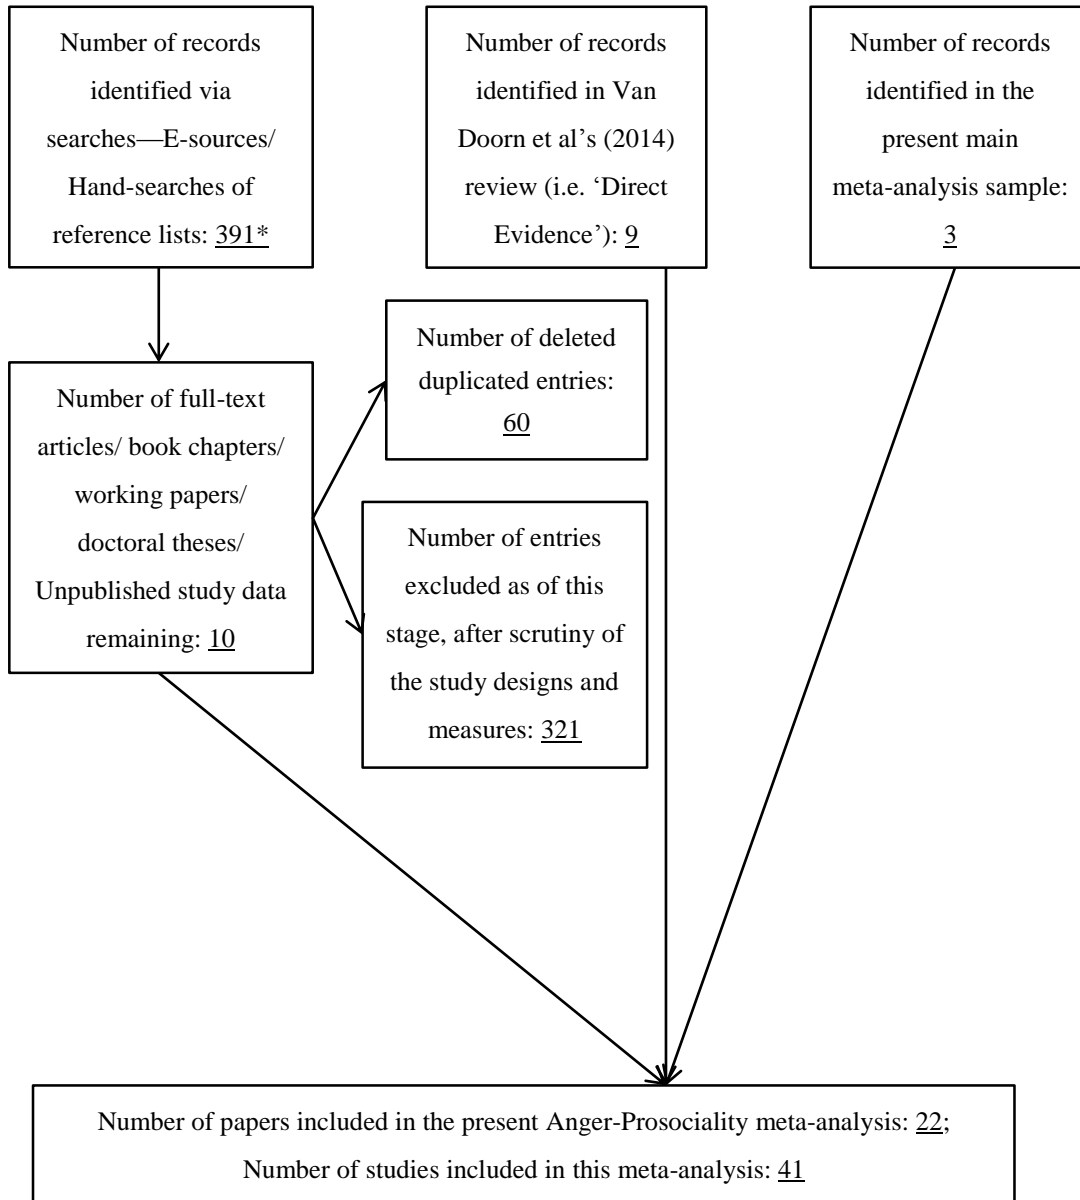 Number of records
identified via
searches—E-sources/
Hand-searches of
reference lists: 391*
Number of records
identified in Van
Doorn et al’s (2014)
review (i.e. ‘Direct
Evidence’): 9
Number of records
identified in the
present main
meta-analysis sample:
3
Number of deleted
duplicated entries:
60
Number of full-text
articles/ book chapters/
working papers/
doctoral theses/
Unpublished study data
remaining: 10
Number of entries
excluded as of this
stage, after scrutiny of
the study designs and
measures: 321
Number of papers included in the present Anger-Prosociality meta-analysis: 22;
Number of studies included in this meta-analysis: 41